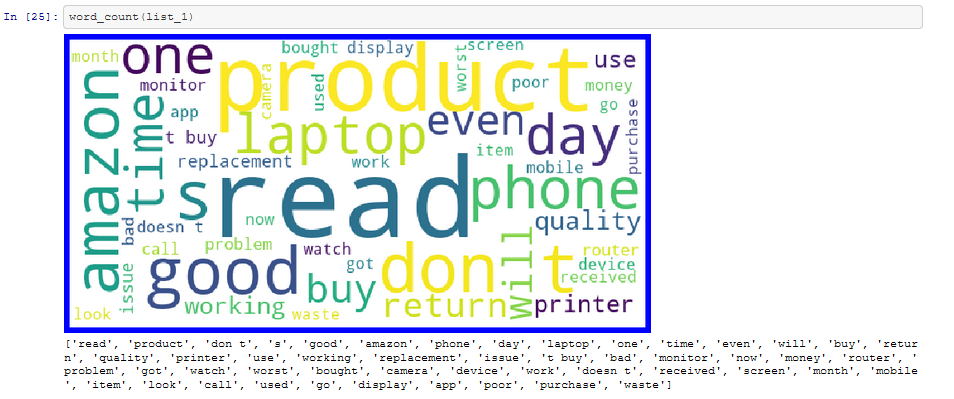 In [25]: word_count(list_1)
month one bought display screen use
amazon time monitor product camera used worst poor money
app go
t buy laptop even day purchase
replacement work item mobile
s read phone
bad doesn t now quality
call problem watch router
issue good got don t will device
buy received
working return printer
look waste
['read', 'product', 'don t', 's', 'good', 'amazon', 'phone', 'day', 'laptop', 'one', 'time', 'even', 'will', 'buy', 'retur
n', 'quality', 'printer', 'use', 'working', 'replacement', 'issue', 't buy', 'bad', 'monitor', 'now', 'money', 'router', '
problem', 'got', 'watch', 'worst', 'bought', 'camera', 'device', 'work', 'doesn t', 'received', 'screen', 'month', 'mobile
', 'item', 'look', 'call', 'used', 'go', 'display', 'app', 'poor', 'purchase', 'waste']